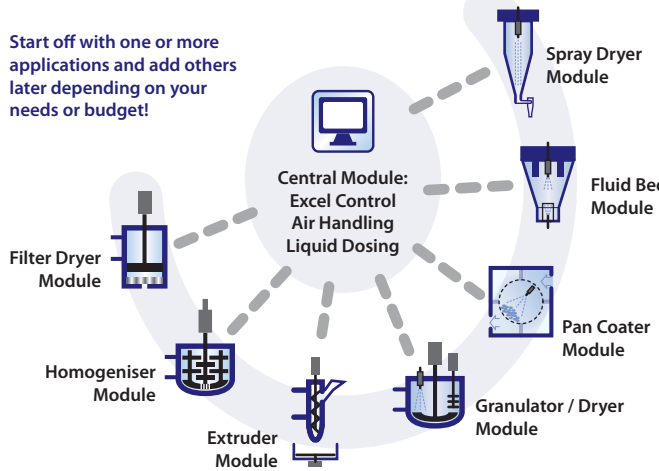 Start off with one or more
applications and add others
later depending on your
needs or budget!
Spray Dryer
Module
Central Module:
Excel Control
Air Handling
Liquid Dosing
Fluid Bed
Module
Filter Dryer
Module
Pan Coater
Module
Homogeniser
Module
Granulator / Dryer
Module
Extruder
Module